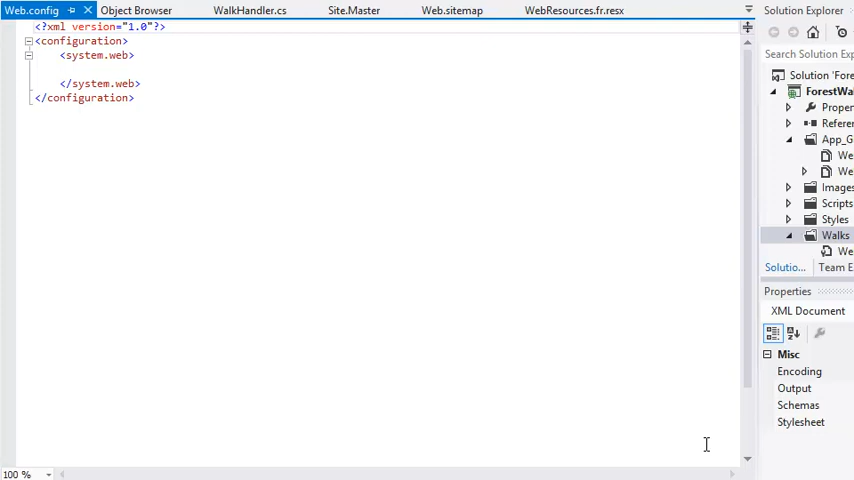 Web.config Object Browser WalkHandler.cs Site.Master Web.sitemap WebResources.fr.resx
<?xml version="1.0"?>
<configuration>
<system.web>
</system.web>
</configuration>
100 %
Solution Explorer
Search Solution Exp
Solution 'Fore
ForestWa
Proper
Refere
App_G
We
We
Images
Scripts
Styles
Walks
We
Solutio... Team E
Properties
XML Document
Misc
Encoding
Output
Schemas
Stylesheet